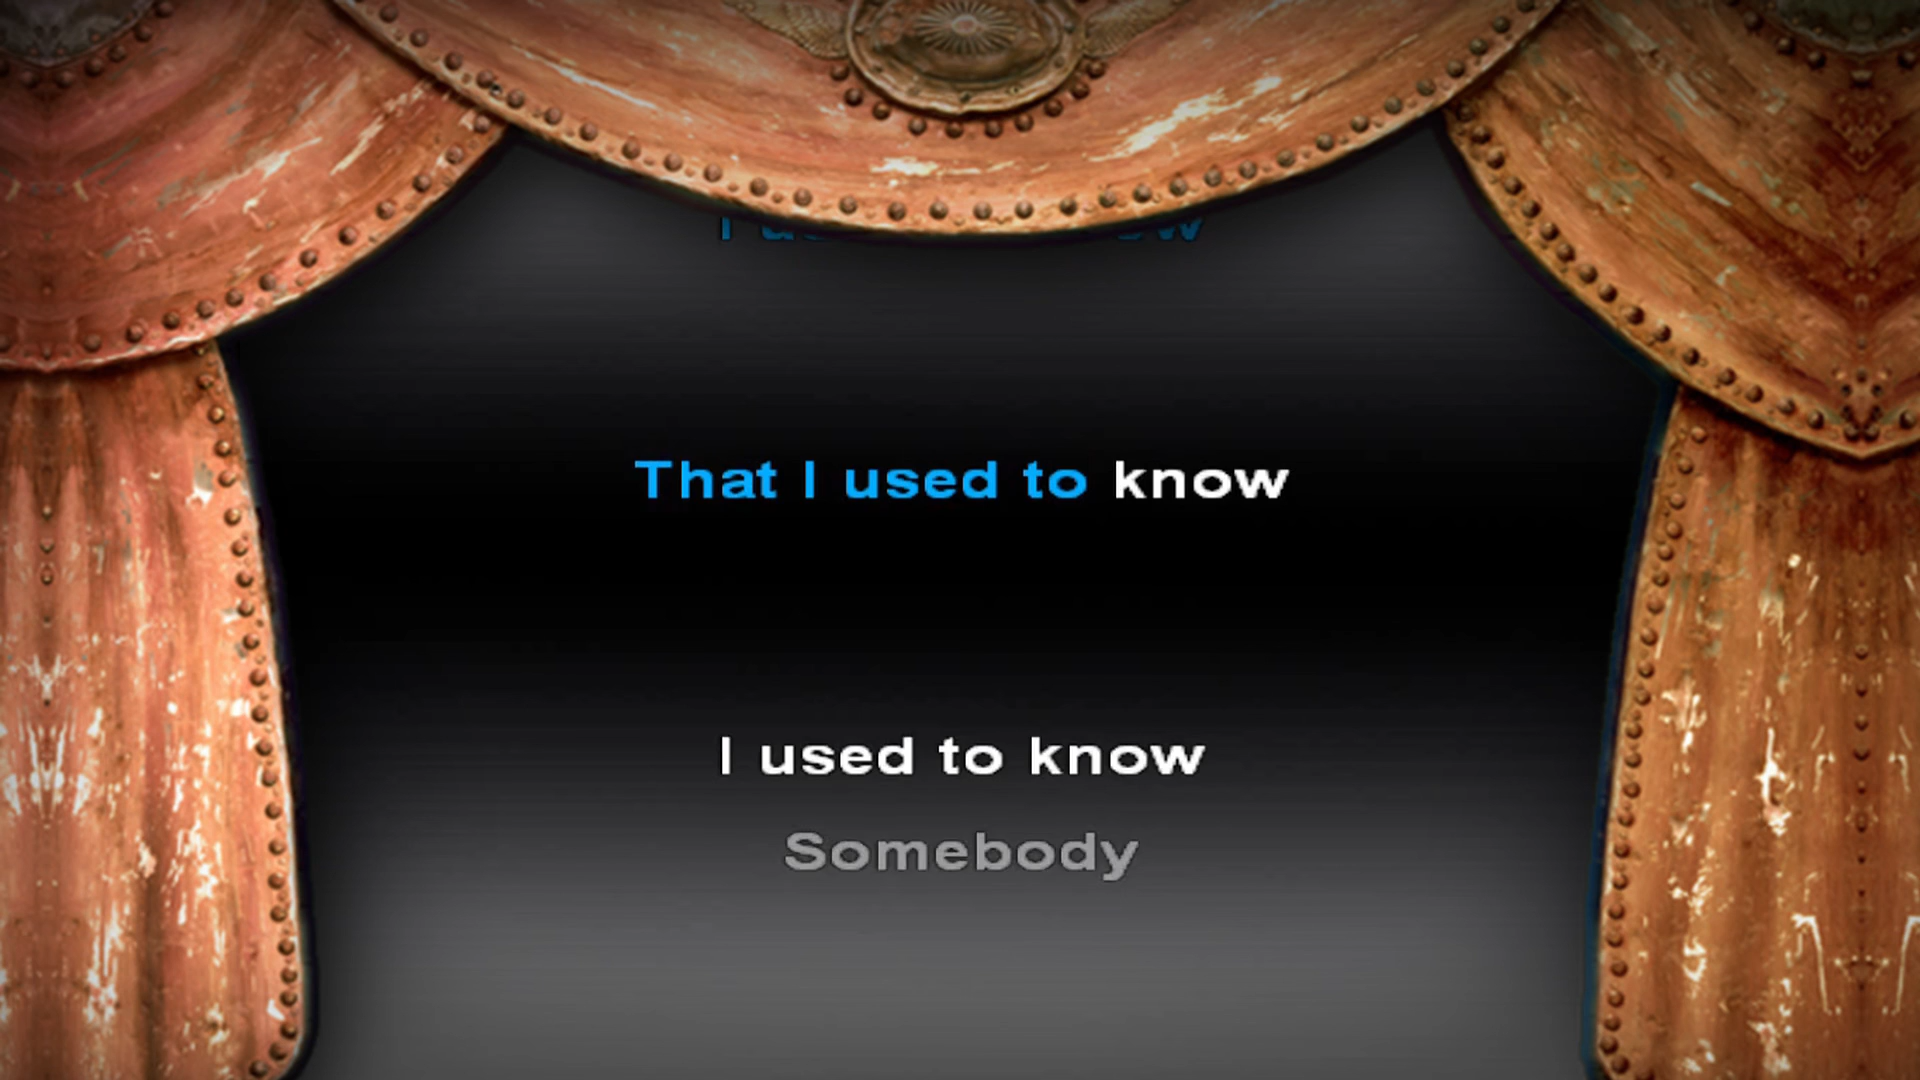 That I used to know
I used to know
Somebody